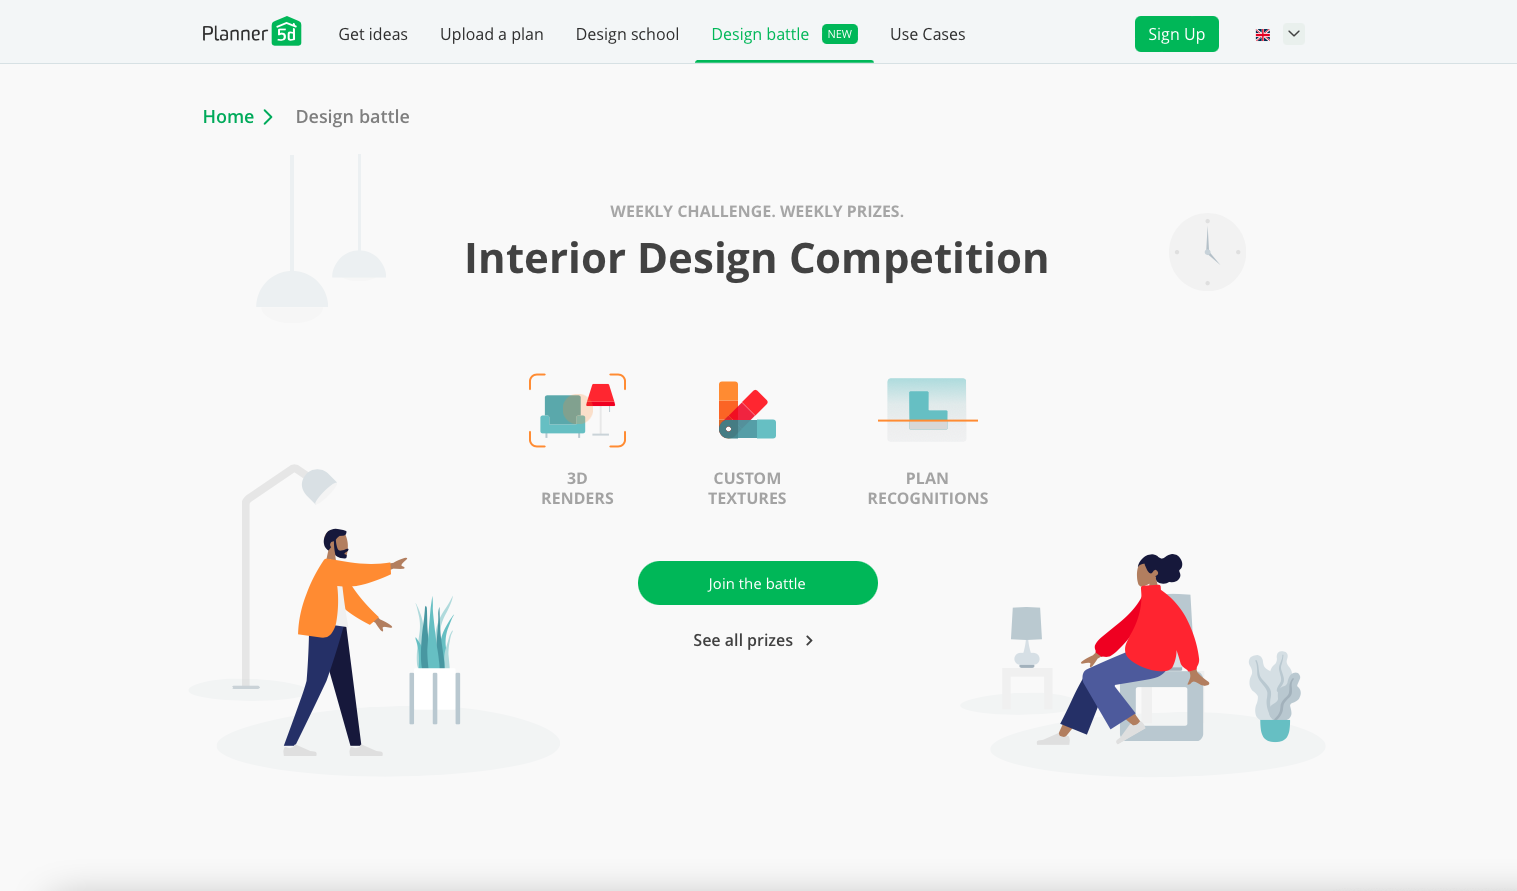 Planner 5d
Get ideas
Upload a plan
Design school
Design battle NEW
Use Cases
Sign Up
Home
Design battle
WEEKLY CHALLENGE. WEEKLY PRIZES.
Interior Design Competition
3D
RENDERS
CUSTOM
TEXTURES
PLAN
RECOGNITIONS
Join the battle
See all prizes